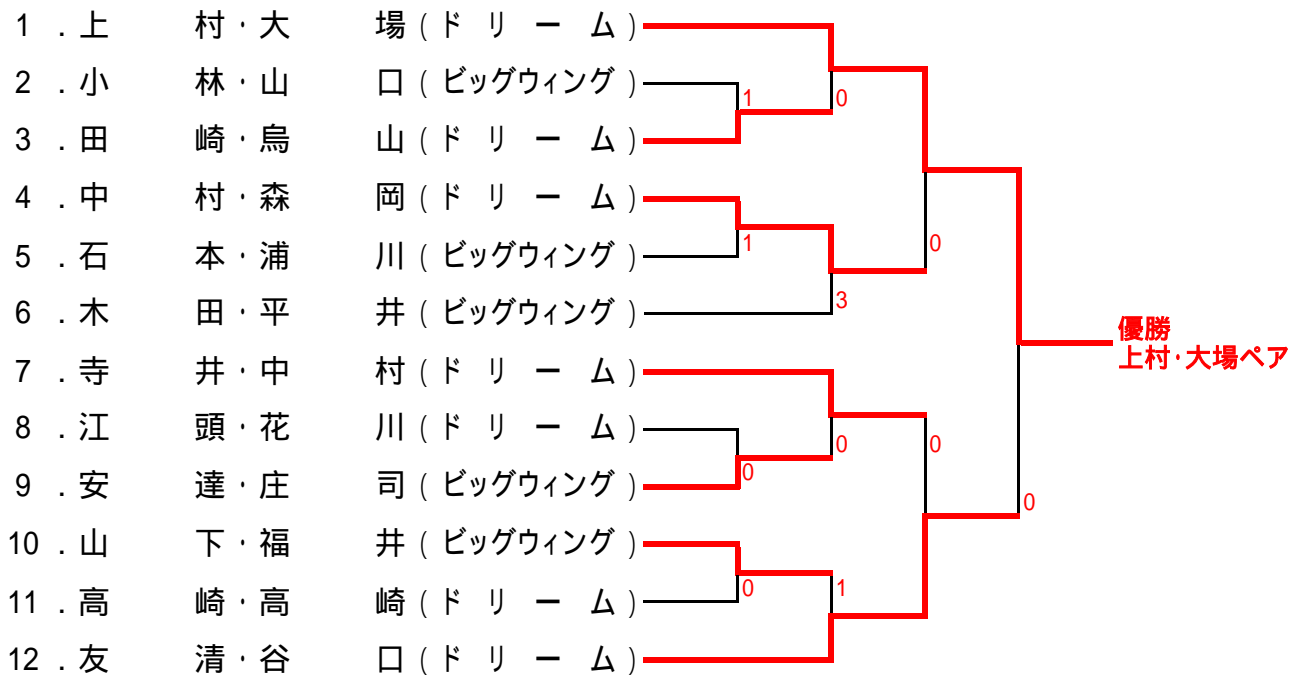 1 . 上 村 ・ 大 場 ( ド リ ー ム )
2 . 小 林 ・ 山 口 ( ビッグウィング )
3 . 田 崎 ・ 鳥 山 ( ド リ ー ム )
4 . 中 村 ・ 森 岡 ( ド リ ー ム )
5 . 石 本 ・ 浦 川 ( ビッグウィング )
6 . 木 田 ・ 平 井 ( ビッグウィング )
7 . 寺 井 ・ 中 村 ( ド リ ー ム )
8 . 江 頭 ・ 花 川 ( ド リ ー ム )
9 . 安 達 ・ 庄 司 ( ビッグウィング )
10 . 山 下 ・ 福 井 ( ビッグウィング )
11 . 高 崎 ・ 高 崎 ( ド リ ー ム )
12 . 友 清 ・ 谷 口 ( ド リ ー ム )
1
0
1
0
3
0
0
0
0
1
0
優勝
上村・大場ペア